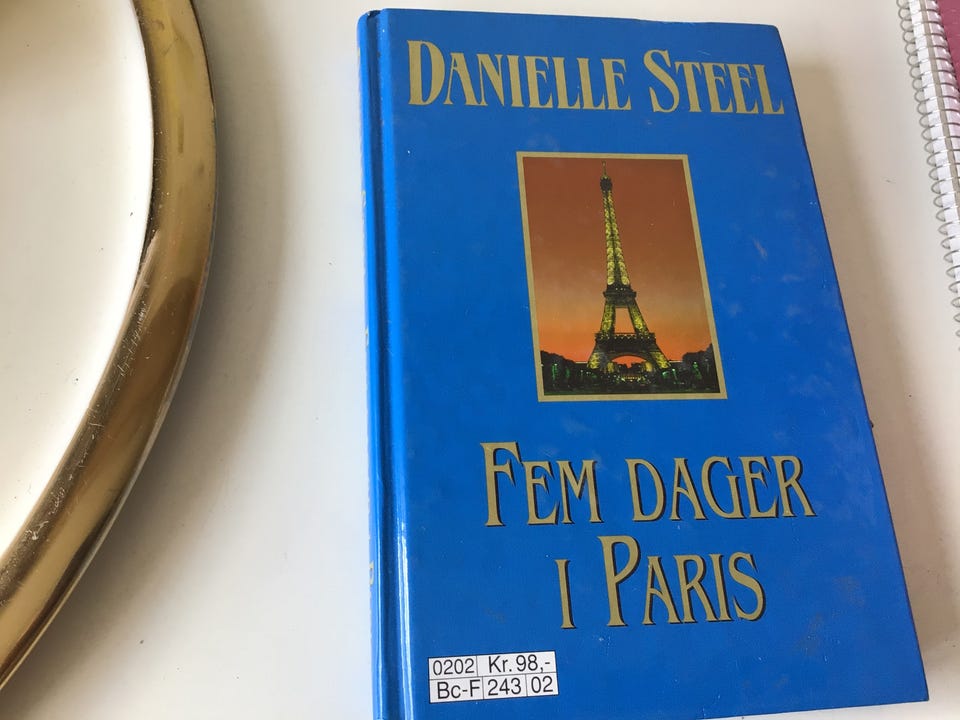 DANIELLE STEEL
FEM DAGER
I PARIS
0202 Kr. 98,-
Bc-F 243 02